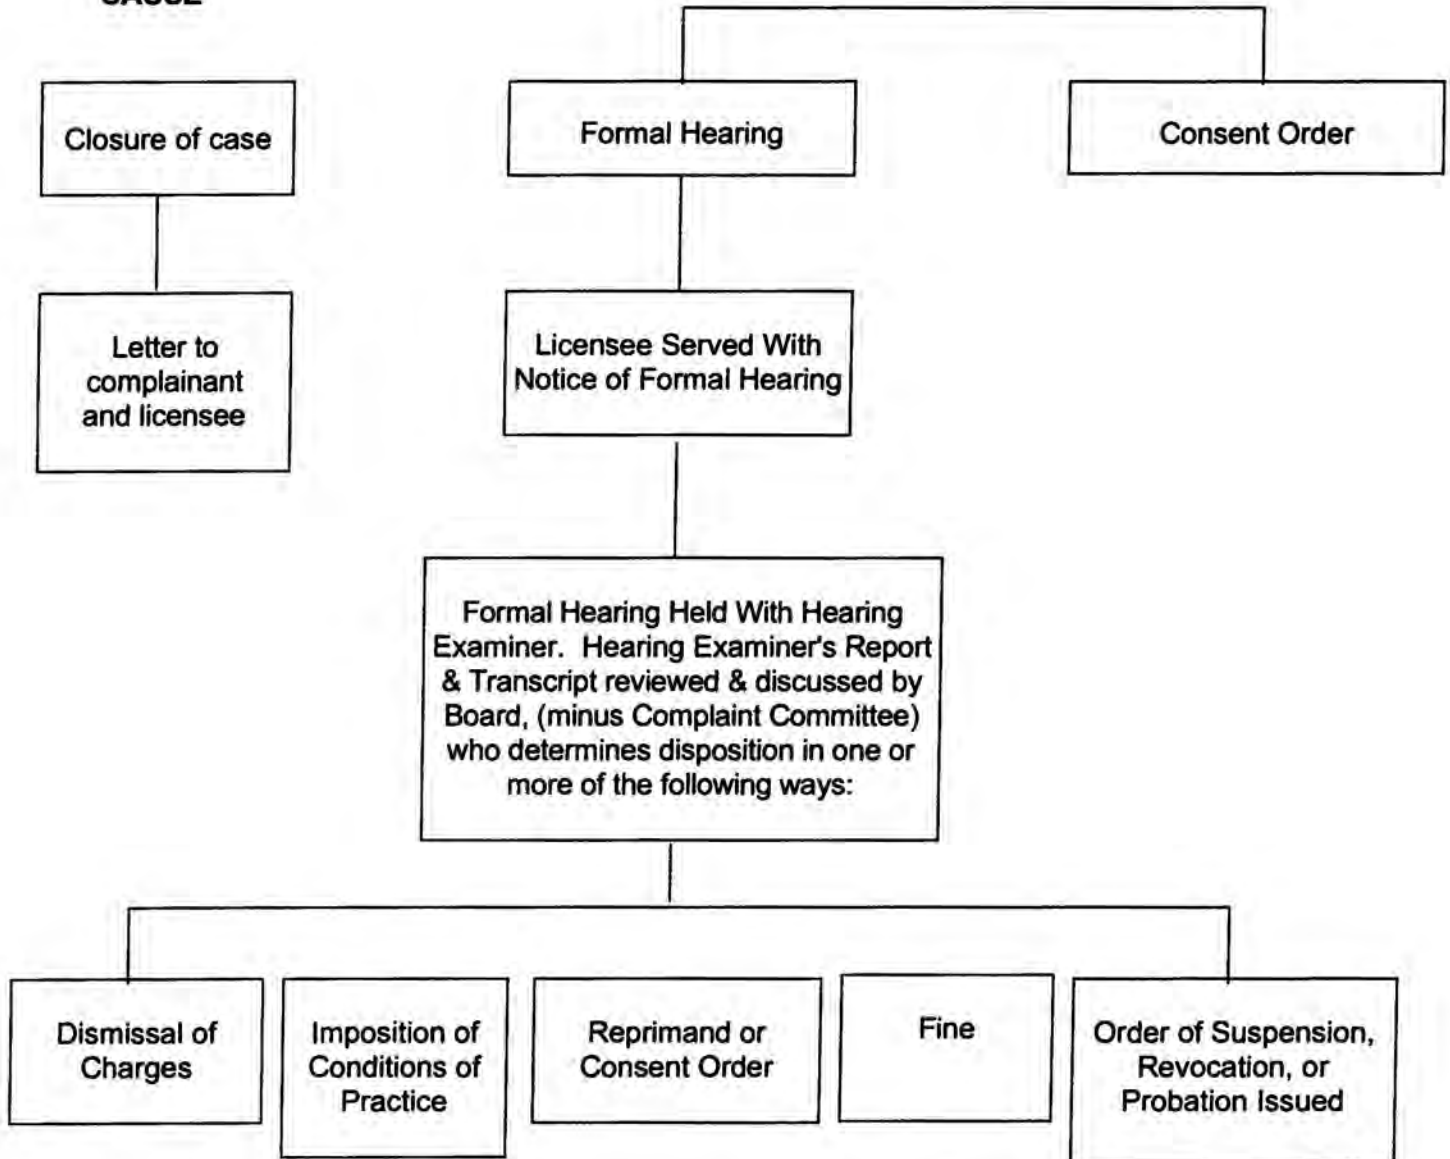 Closure of case
Formal Hearing
Consent Order
Letter to
complainant
and licensee
Licensee Served With
Notice of Formal Hearing
Formal Hearing Held With Hearing
Examiner. Hearing Examiner's Report
& Transcript reviewed & discussed by
Board, (minus Complaint Committee)
who determines disposition in one or
more of the following ways:
Dismissal of
Charges
Imposition of
Conditions of
Practice
Reprimand or
Consent Order
Fine
Order of Suspension,
Revocation, or
Probation Issued